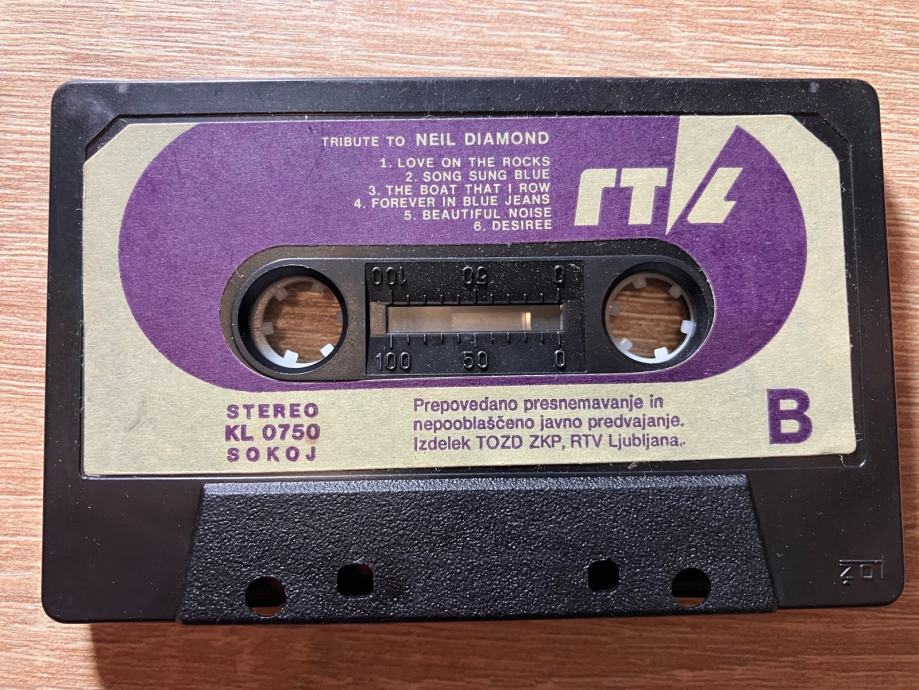 TRIBUTE TO NEIL DIAMOND
1. LOVE ON THE ROCKS
2. SONG SUNG BLUE
3. THE BOAT THAT I ROW
4. FOREVER IN BLUE JEANS
5. BEAUTIFUL NOISE
6. DESIREE
rtvl
100 50 0
100 50 0
STEREO
KL 0750
SOKOJ
Prepovedano presnemavanje in
nepooblaščeno javno predvajanje.
Izdelek TOZD ZKP, RTV Ljubljana.
B